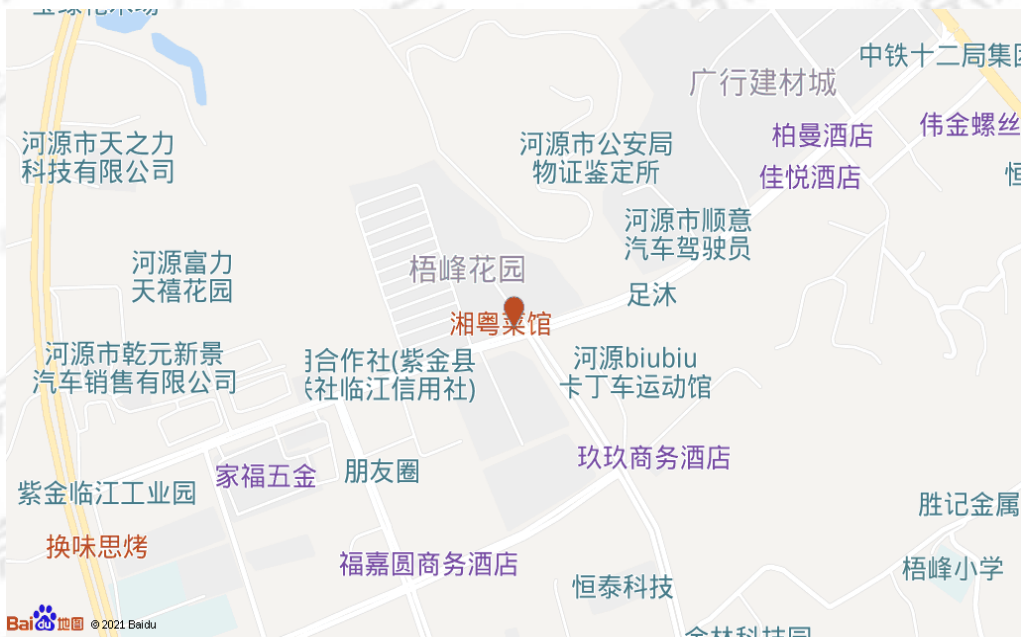 中铁十二局集团
广行建材城
柏曼酒店
伟金螺丝
河源市天之力
科技有限公司
河源市公安局
物证鉴定所
佳悦酒店
河源市顺意
汽车驾驶员
河源富力
天禧花园
梧峰花园
足沐
湘粤菜馆
河源市乾元新景
汽车销售有限公司
用合作社(紫金县
社临江信用社)
河源biubiu
卡丁车运动馆
玖玖商务酒店
家福五金
朋友圈
紫金临江工业园
胜记金属
换味思烤
福嘉圆商务酒店
恒泰科技
梧峰小学
金林科技园
Bai du 地图 © 2021 Baidu